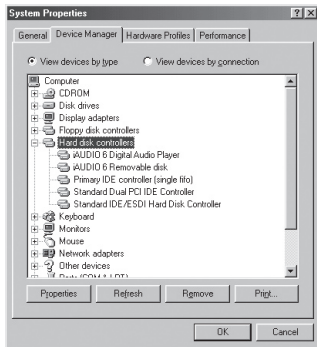 System Properties
General Device Manager Hardware Profiles Performance
View devices by type View devices by connection
Computer
CDROM
Disk drives
Display adapters
Floppy disk controllers
Hard disk controllers
iAUDIO 6 Digital Audio Player
iAUDIO 6 Removable disk
Primary IDE controller (single fifo)
Standard Dual PCI IDE Controller
Standard IDE/ESDI Hard Disk Controller
Keyboard
Monitors
Mouse
Network adapters
Other devices
Ports (COM & LPT)
Properties Refresh Remove Print...
OK Cancel